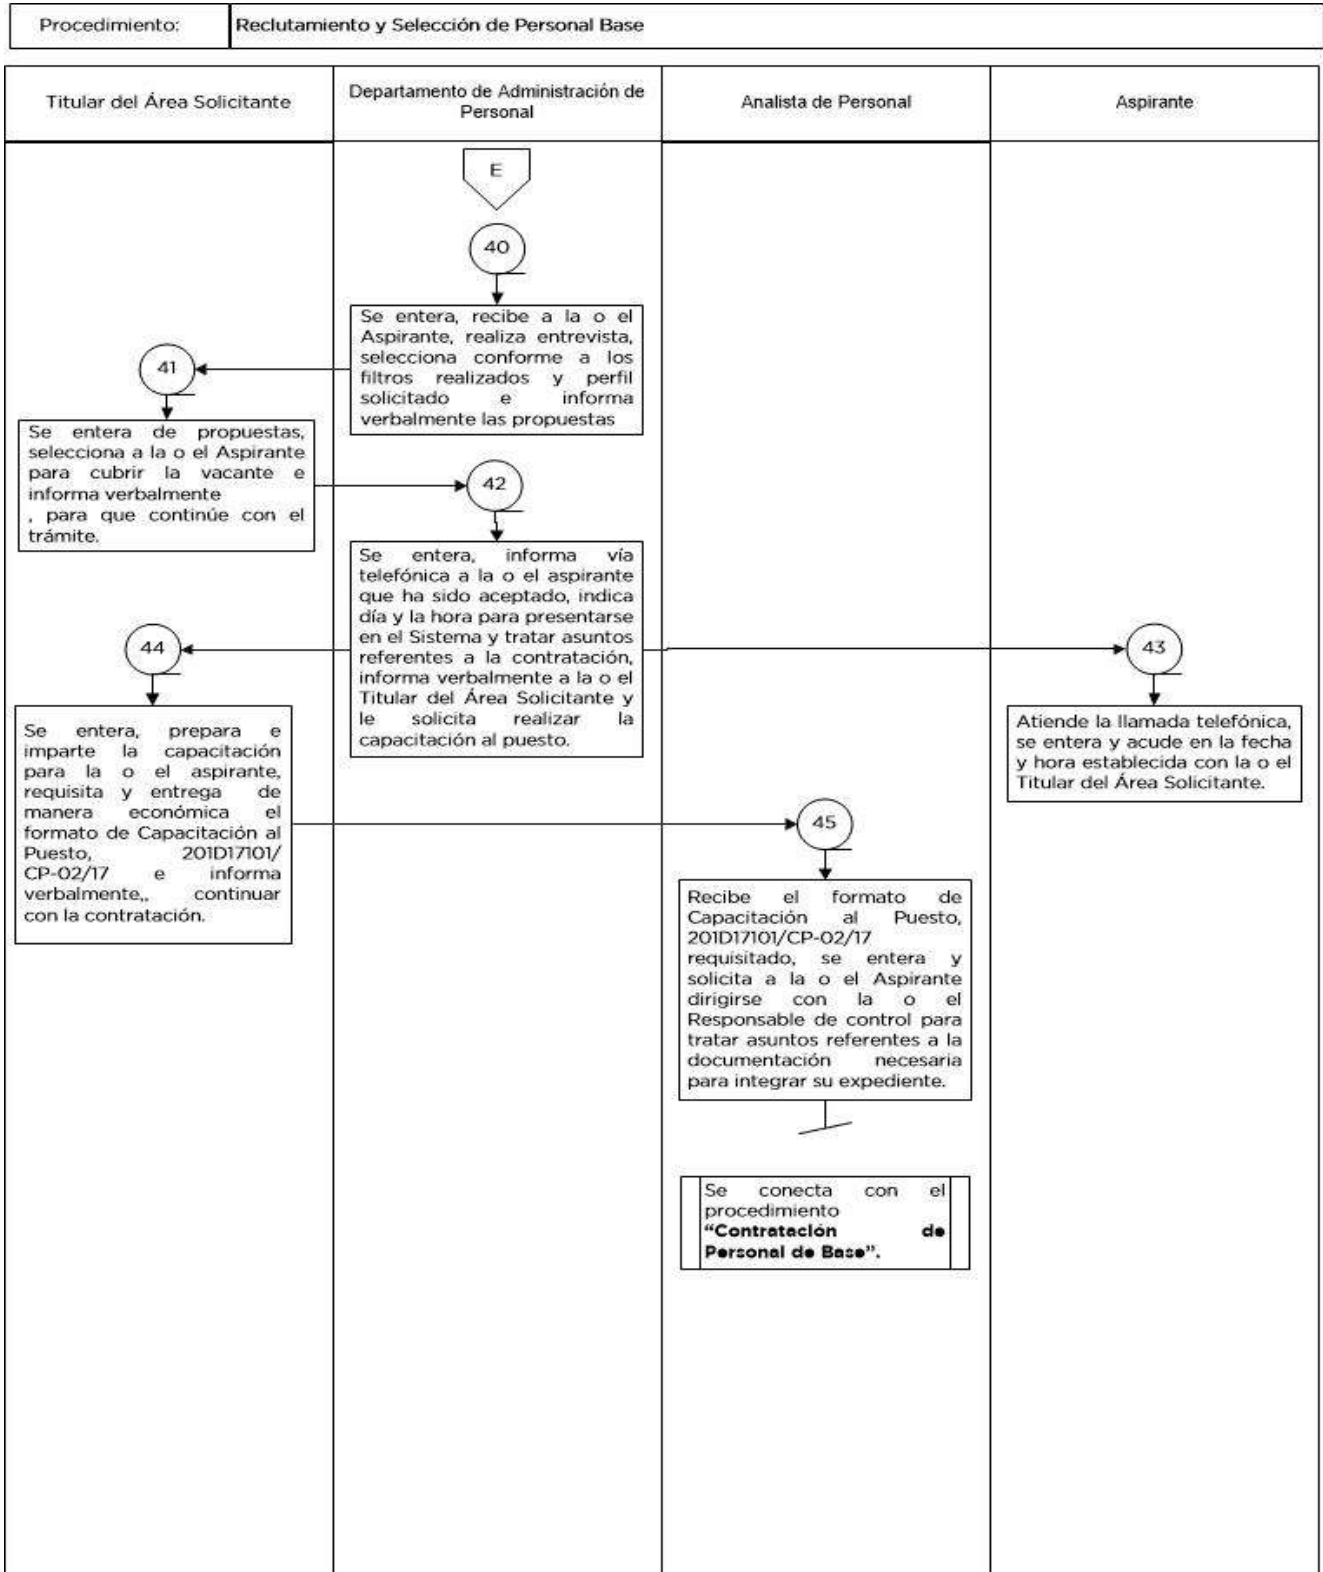 Procedimiento:
Reclutamiento y Selección de Personal Base
Titular del Área Solicitante
Departamento de Administración de
Personal
Analista de Personal
Aspirante
E
40
Se entera, recibe a la o el
Aspirante, realiza entrevista,
selecciona conforme a los
filtros realizados y perfil
solicitado e informa
verbalmente las propuestas
41
Se entera de propuestas,
selecciona a la o el Aspirante
para cubrir la vacante e
informa verbalmente
, para que continúe con el
trámite.
42
Se entera, informa vía
telefónica a la o el aspirante
que ha sido aceptado, indica
día y la hora para presentarse
en el Sistema y tratar asuntos
referentes a la contratación,
informa verbalmente a la o el
Titular del Área Solicitante y
le solicita realizar la
capacitación al puesto.
43
Atiende la llamada telefónica,
se entera y acude en la fecha
y hora establecida con la o el
Titular del Área Solicitante.
44
Se entera, prepara e
imparte la capacitación
para la o el aspirante,
requisita y entrega de
manera económica el
formato de Capacitación al
Puesto, 201D17101/
CP-02/17 e informa
verbalmente,, continuar
con la contratación.
45
Recibe el formato de
Capacitación al Puesto,
201D17101/CP-02/17
requisitado, se entera y
solicita a la o el Aspirante
dirigirse con la o el
Responsable de control para
tratar asuntos referentes a la
documentación necesaria
para integrar su expediente.
Se conecta con el
procedimiento
“Contratación de
Personal de Base”.